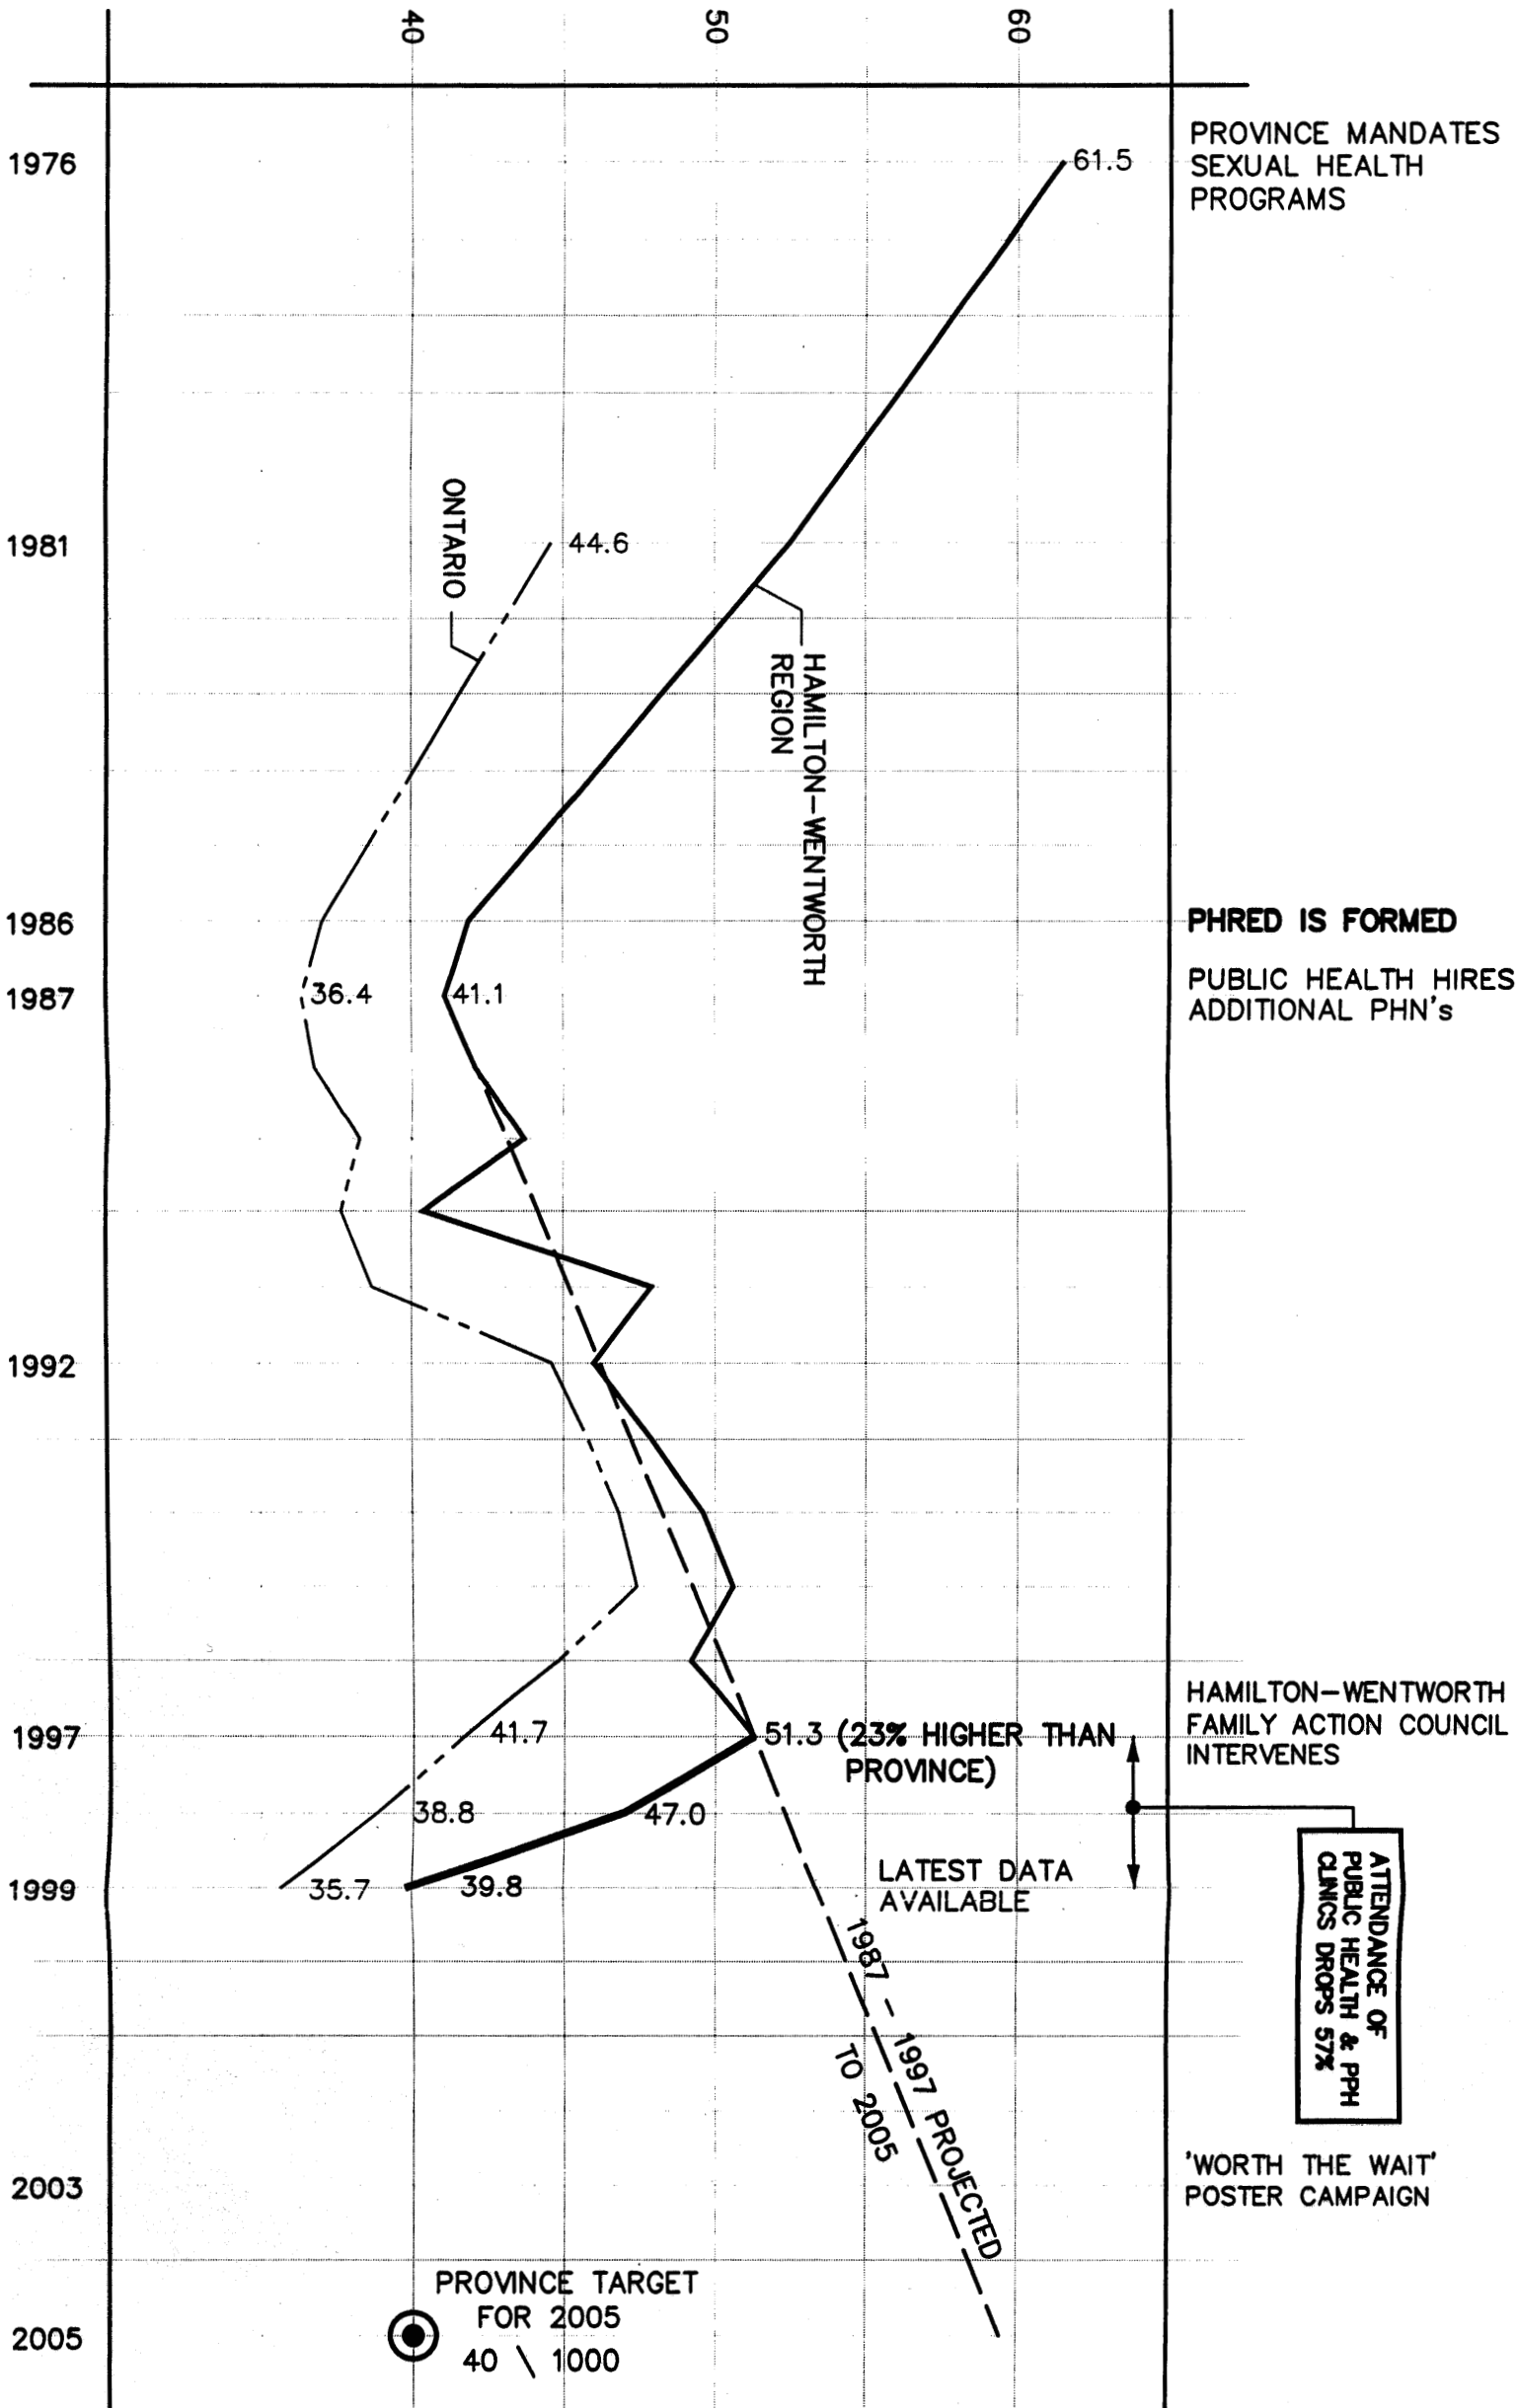 40
50
60
1976
61.5
PROVINCE MANDATES
SEXUAL HEALTH
PROGRAMS
ONTARIO
1981
44.6
HAMILTON-WENTWORTH
REGION
1986
PHRED IS FORMED
1987
36.4
41.1
PUBLIC HEALTH HIRES
ADDITIONAL PHN's
1992
1997
41.7
51.3 (23% HIGHER THAN
PROVINCE)
HAMILTON-WENTWORTH
FAMILY ACTION COUNCIL
INTERVENES
38.8
47.0
1999
35.7
39.8
LATEST DATA
AVAILABLE
ATTENDANCE OF
PUBLIC HEALTH & PPH
CLINICS DROPS 57%
1987 - 1997 PROJECTED
TO 2005
2003
'WORTH THE WAIT'
POSTER CAMPAIGN
2005
PROVINCE TARGET
FOR 2005
40 \ 1000